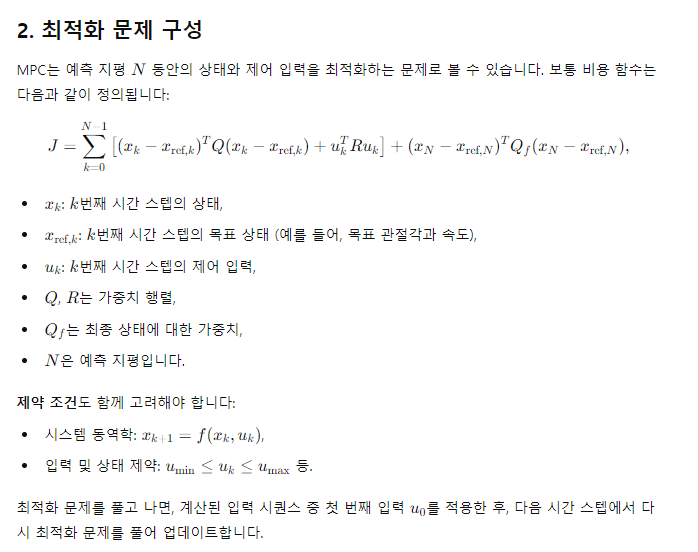 2. 최적화 문제 구성
MPC는 예측 지평 N 동안의 상태와 제어 입력을 최적화하는 문제로 볼 수 있습니다. 보통 비용 함수는
다음과 같이 정의됩니다:
J = \sum_{k=0}^{N-1} [(x_k − x_{ref,k})^T Q(x_k − x_{ref,k}) + u_k^T R u_k] + (x_N − x_{ref,N})^T Q_f (x_N − x_{ref,N}),
• x_k: k번째 시간 스텝의 상태,
• x_{ref,k}: k번째 시간 스텝의 목표 상태 (예를 들어, 목표 관절각과 속도),
• u_k: k번째 시간 스텝의 제어 입력,
• Q, R는 가중치 행렬,
• Q_f는 최종 상태에 대한 가중치,
• N은 예측 지평입니다.
제약 조건도 함께 고려해야 합니다:
• 시스템 동역학: x_{k+1} = f(x_k, u_k),
• 입력 및 상태 제약: u_{min} ≤ u_k ≤ u_{max} 등.
최적화 문제를 풀고 나면, 계산된 입력 시퀀스 중 첫 번째 입력 u_0를 적용한 후, 다음 시간 스텝에서 다
시 최적화 문제를 풀어 업데이트합니다.